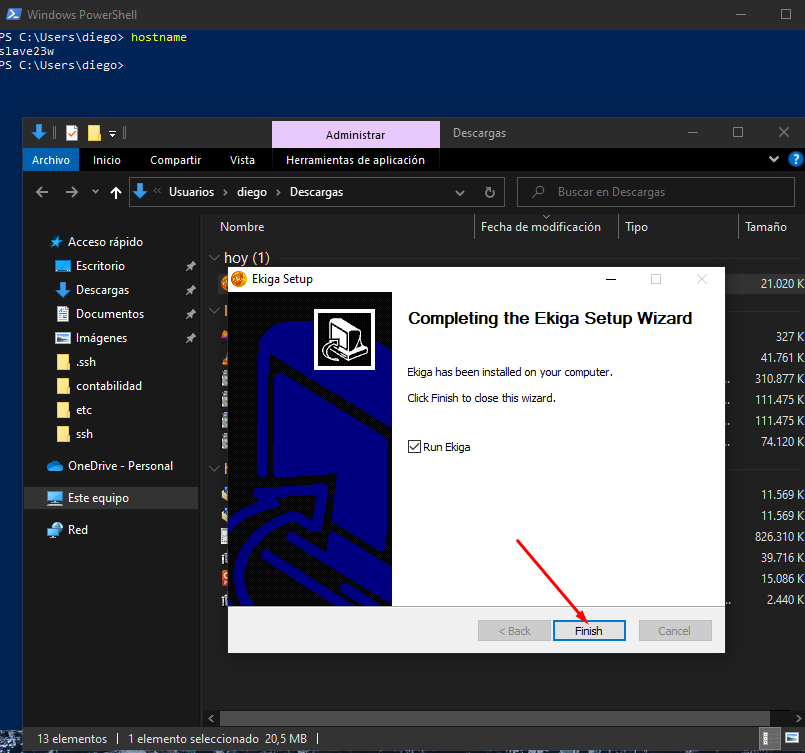 Windows PowerShell
PS C:\Users\diego> hostname
slave23w
PS C:\Users\diego>
Administrar
Descargas
Archivo Inicio Compartir Vista Herramientas de aplicación
Usuarios diego Descargas
Buscar en Descargas
Nombre Fecha de modificación Tipo Tamaño
Acceso rápido
Escritorio
Descargas
Documentos
Imágenes
.ssh
contabilidad
etc
ssh
OneDrive - Personal
Este equipo
Red
hoy (1)
21.020 K
327 K
41.761 K
310.877 K
111.475 K
111.475 K
74.120 K
11.569 K
11.569 K
826.310 K
39.716 K
15.086 K
2.440 K
Ekiga Setup
Completing the Ekiga Setup Wizard
Ekiga has been installed on your computer.
Click Finish to close this wizard.
Run Ekiga
< Back Finish Cancel
13 elementos 1 elemento seleccionado 20,5 MB